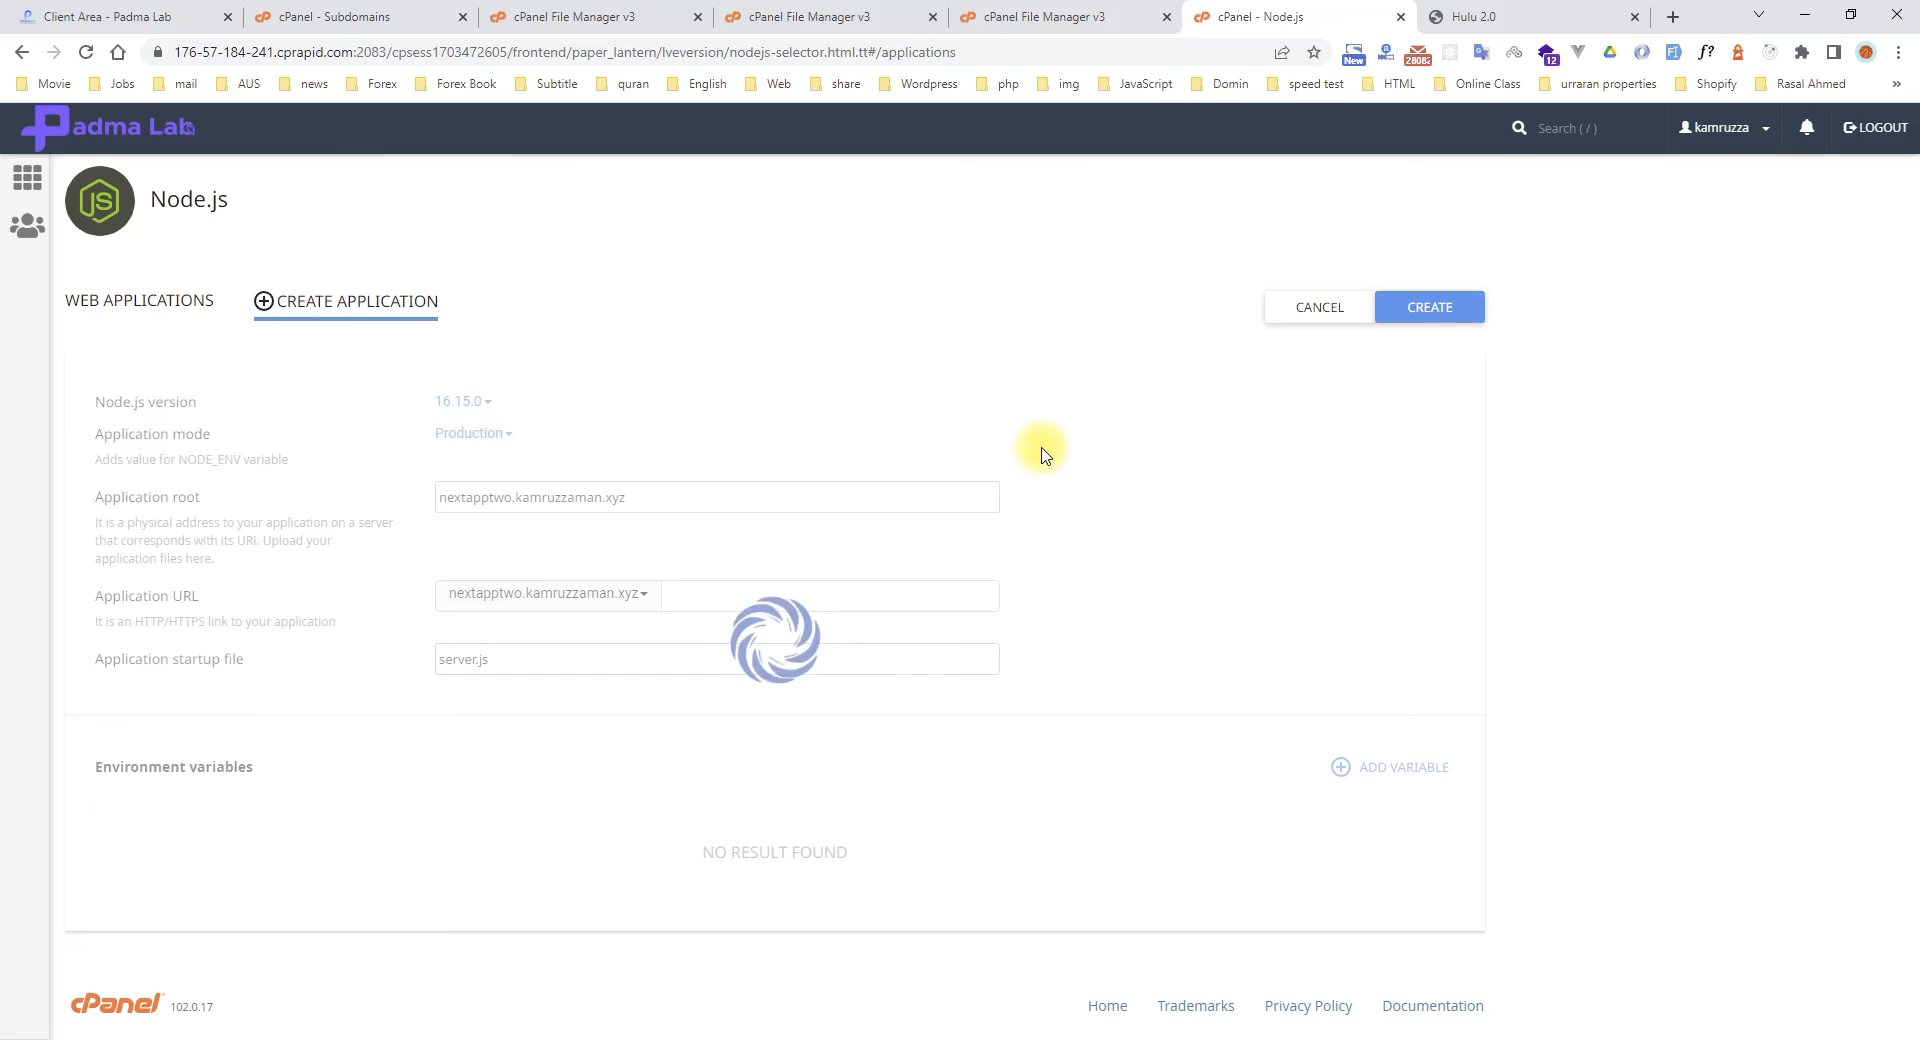 Client Area - Padma Lab
cPanel - Subdomains
cPanel File Manager v3
cPanel File Manager v3
cPanel File Manager v3
cPanel - Node.js
Hulu 2.0
176-57-184-241.cprapid.com:2083/cpsess1703472605/frontend/paper_lantern/lveversion/nodejs-selector.html.tt#/applications
New
28082
12
f?
Movie
Jobs
mail
AUS
news
Forex
Forex Book
Subtitle
quran
English
Web
share
Wordpress
php
img
JavaScript
Domin
speed test
HTML
Online Class
urraran properties
Shopify
Rasal Ahmed
»
Padma Lab
Search ( / )
kamruzza
LOGOUT
JS
Node.js
WEB APPLICATIONS
CREATE APPLICATION
CANCEL
CREATE
Node.js version
16.15.0
Application mode
Production
Adds value for NODE_ENV variable
Application root
nextapptwo.kamruzzaman.xyz
It is a physical address to your application on a server
that corresponds with its URI. Upload your
application files here.
Application URL
nextapptwo.kamruzzaman.xyz
It is an HTTP/HTTPS link to your application
Application startup file
server.js
Environment variables
ADD VARIABLE
NO RESULT FOUND
cPanel 102.0.17
Home
Trademarks
Privacy Policy
Documentation